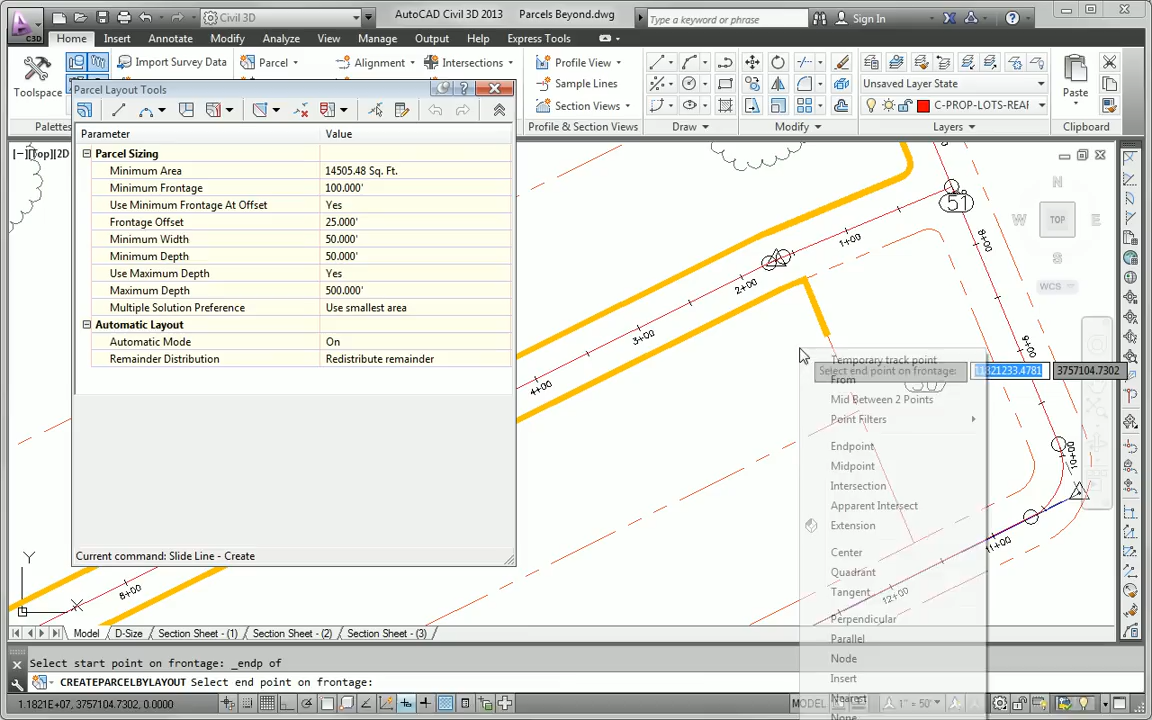 Civil 3D
AutoCAD Civil 3D 2013
Parcels Beyond.dwg
Type a keyword or phrase
Sign In
C3D
Home
Insert
Annotate
Modify
Analyze
View
Manage
Output
Help
Express Tools
Toolspace
Import Survey Data
Parcel
Alignment
Intersections
Profile View
Sample Lines
Section Views
Unsaved Layer State
C-PROP-LOTS-REAR
Paste
Palettes
Profile & Section Views
Draw
Modify
Layers
Clipboard
Parcel Layout Tools
Parameter
Value
Parcel Sizing
Minimum Area
14505.48 Sq. Ft.
Minimum Frontage
100.000'
Use Minimum Frontage At Offset
Yes
Frontage Offset
25.000'
Minimum Width
50.000'
Minimum Depth
50.000'
Use Maximum Depth
Yes
Maximum Depth
500.000'
Multiple Solution Preference
Use smallest area
Automatic Layout
Automatic Mode
On
Remainder Distribution
Redistribute remainder
Current command: Slide Line - Create
[−][Top][2D
N
W
TOP
E
S
WCS
51
8+00
1+00
2+00
3+00
4+00
9+00
10+00
11+00
12+00
8+00
50
Y
X
Select end point on frontage:
3757104.7302
Temporary track point
From
Mid Between 2 Points
Point Filters
Endpoint
Midpoint
Intersection
Apparent Intersect
Extension
Center
Quadrant
Tangent
Perpendicular
Parallel
Node
Insert
Nearest
None
Model
D-Size
Section Sheet - (1)
Section Sheet - (2)
Section Sheet - (3)
Select start point on frontage: _endp of
CREATEPARCELBYLAYOUT Select end point on frontage:
1.1821E+07, 3757104.7302, 0.0000
MODEL
1" = 50'